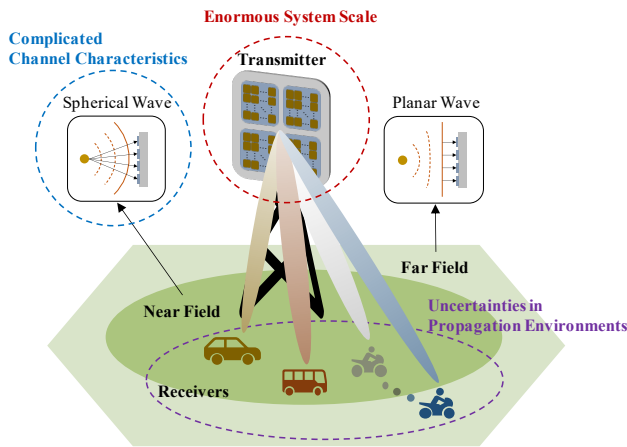 Enormous System Scale
Complicated
Channel Characteristics
Transmitter
Spherical Wave
Planar Wave
Far Field
Near Field
Uncertainties in
Propagation Environments
Receivers